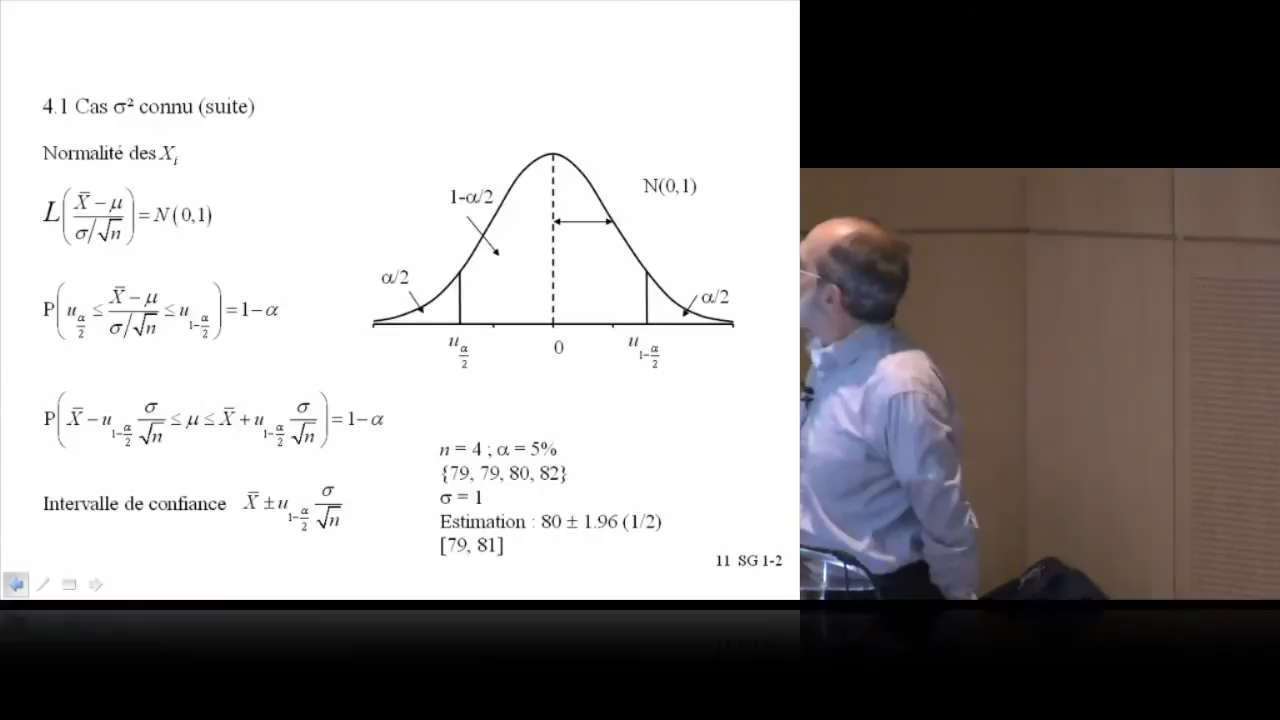 4.1 Cas σ² connu (suite)
Normalité des Xᵢ
L((X̄ − μ)/(σ/√n)) = N(0,1)
P(u_{α/2} ≤ (X̄ − μ)/(σ/√n) ≤ u_{1−α/2}) = 1−α
P(X̄ − u_{1−α/2} σ/√n ≤ μ ≤ X̄ + u_{1−α/2} σ/√n) = 1−α
Intervalle de confiance X̄ ± u_{1−α/2} σ/√n
N(0,1)
1-α/2
α/2
α/2
u_{α/2}
0
u_{1−α/2}
n = 4 ; α = 5%
{79, 79, 80, 82}
σ = 1
Estimation : 80 ± 1.96 (1/2)
[79, 81]
11 SG 1-2